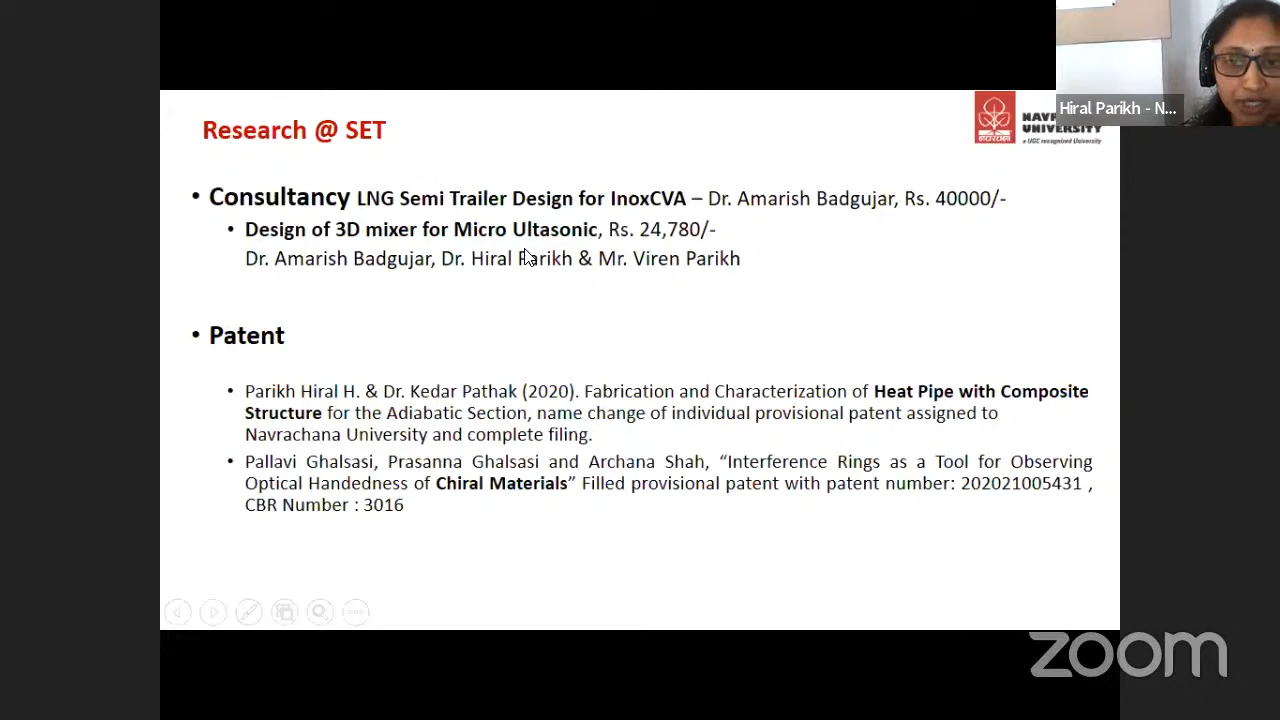 Research @ SET
NAVR
UNIVERSITY
a UGC recognized University
Hiral Parikh - N...
• Consultancy LNG Semi Trailer Design for InoxCVA – Dr. Amarish Badgujar, Rs. 40000/-
• Design of 3D mixer for Micro Ultasonic, Rs. 24,780/-
Dr. Amarish Badgujar, Dr. Hiral Parikh & Mr. Viren Parikh
• Patent
• Parikh Hiral H. & Dr. Kedar Pathak (2020). Fabrication and Characterization of Heat Pipe with Composite
Structure for the Adiabatic Section, name change of individual provisional patent assigned to
Navrachana University and complete filing.
• Pallavi Ghalsasi, Prasanna Ghalsasi and Archana Shah, “Interference Rings as a Tool for Observing
Optical Handedness of Chiral Materials” Filled provisional patent with patent number: 202021005431 ,
CBR Number : 3016
zoom